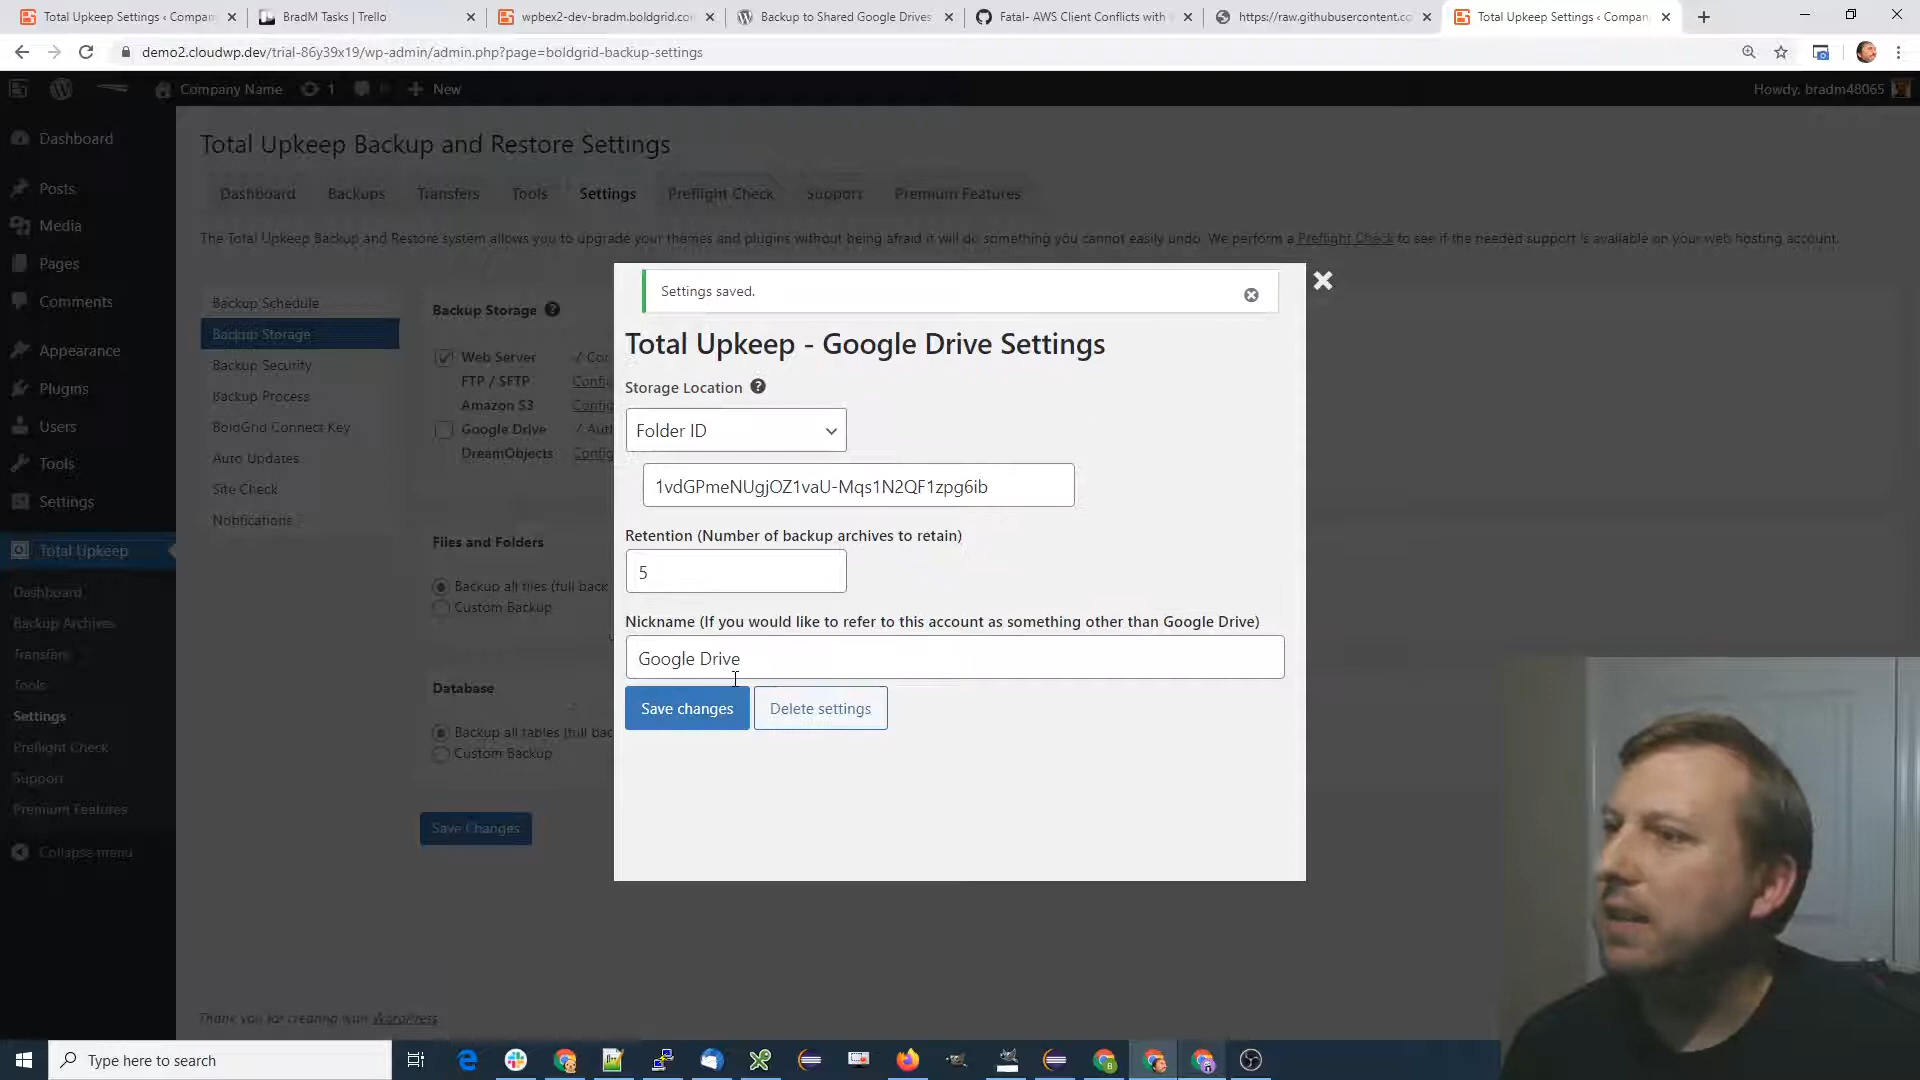 Total Upkeep Settings ‹ Compan
BradM Tasks | Trello
wpbex2-dev-bradm.boldgrid.co
Backup to Shared Google Drives
Fatal- AWS Client Conflicts with
https://raw.githubusercontent.co
Total Upkeep Settings ‹ Compan
demo2.cloudwp.dev/trial-86y39x19/wp-admin/admin.php?page=boldgrid-backup-settings
Company Name
1
New
Howdy, bradm48065
Dashboard
Posts
Media
Pages
Comments
Appearance
Plugins
Users
Tools
Settings
Total Upkeep
Dashboard
Backup Archives
Transfers
Tools
Settings
Preflight Check
Support
Premium Features
Collapse menu
Total Upkeep Backup and Restore Settings
Dashboard
Backups
Transfers
Tools
Settings
Preflight Check
Support
Premium Features
The Total Upkeep Backup and Restore system allows you to upgrade your themes and plugins without being afraid it will do something you cannot easily undo. We perform a Preflight Check to see if the needed support is available on your web hosting account.
Backup Schedule
Backup Storage
Backup Security
Backup Process
BoldGrid Connect Key
Auto Updates
Site Check
Notifications
Backup Storage
Web Server
FTP / SFTP
Amazon S3
Google Drive
DreamObjects
Files and Folders
Backup all files (full back
Custom Backup
Database
Backup all tables (full bac
Custom Backup
Save Changes
Thank you for creating with WordPress
Settings saved.
Total Upkeep - Google Drive Settings
Storage Location
Folder ID
1vdGPmeNUgjOZ1vaU-Mqs1N2QF1zpg6ib
Retention (Number of backup archives to retain)
5
Nickname (If you would like to refer to this account as something other than Google Drive)
Google Drive
Save changes
Delete settings
Type here to search